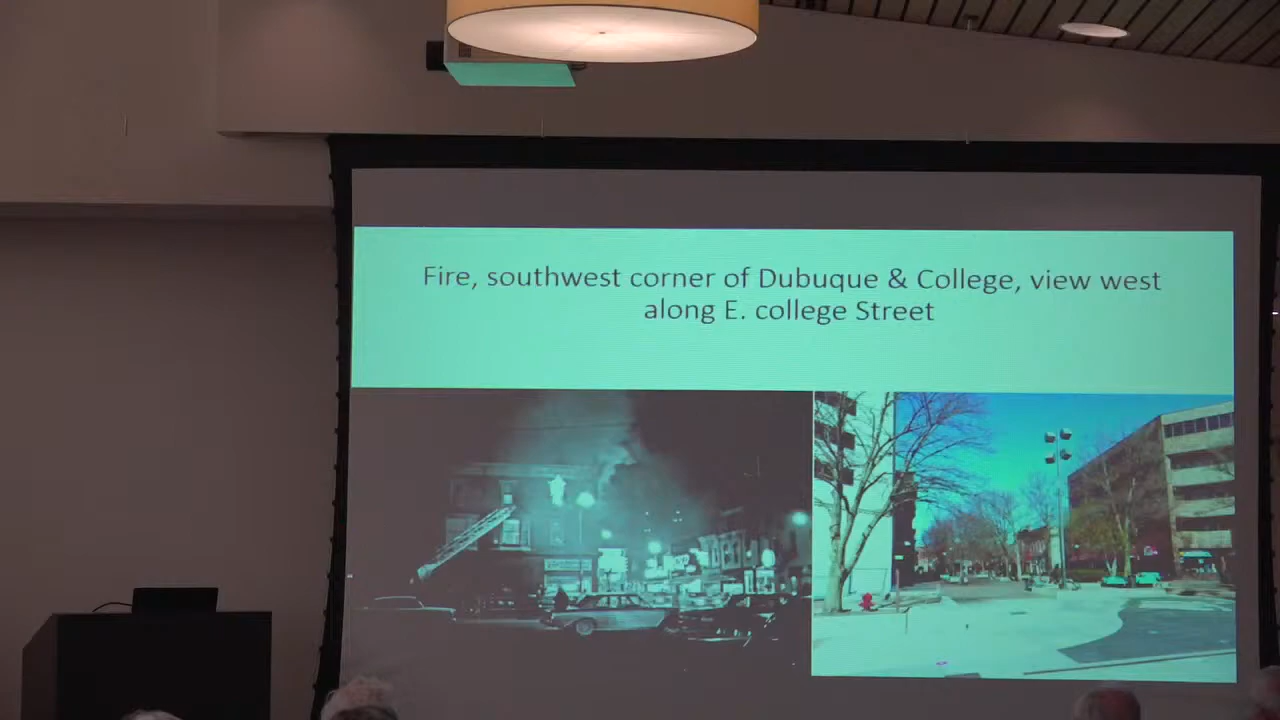 Fire, southwest corner of Dubuque & College, view west
along E. college Street